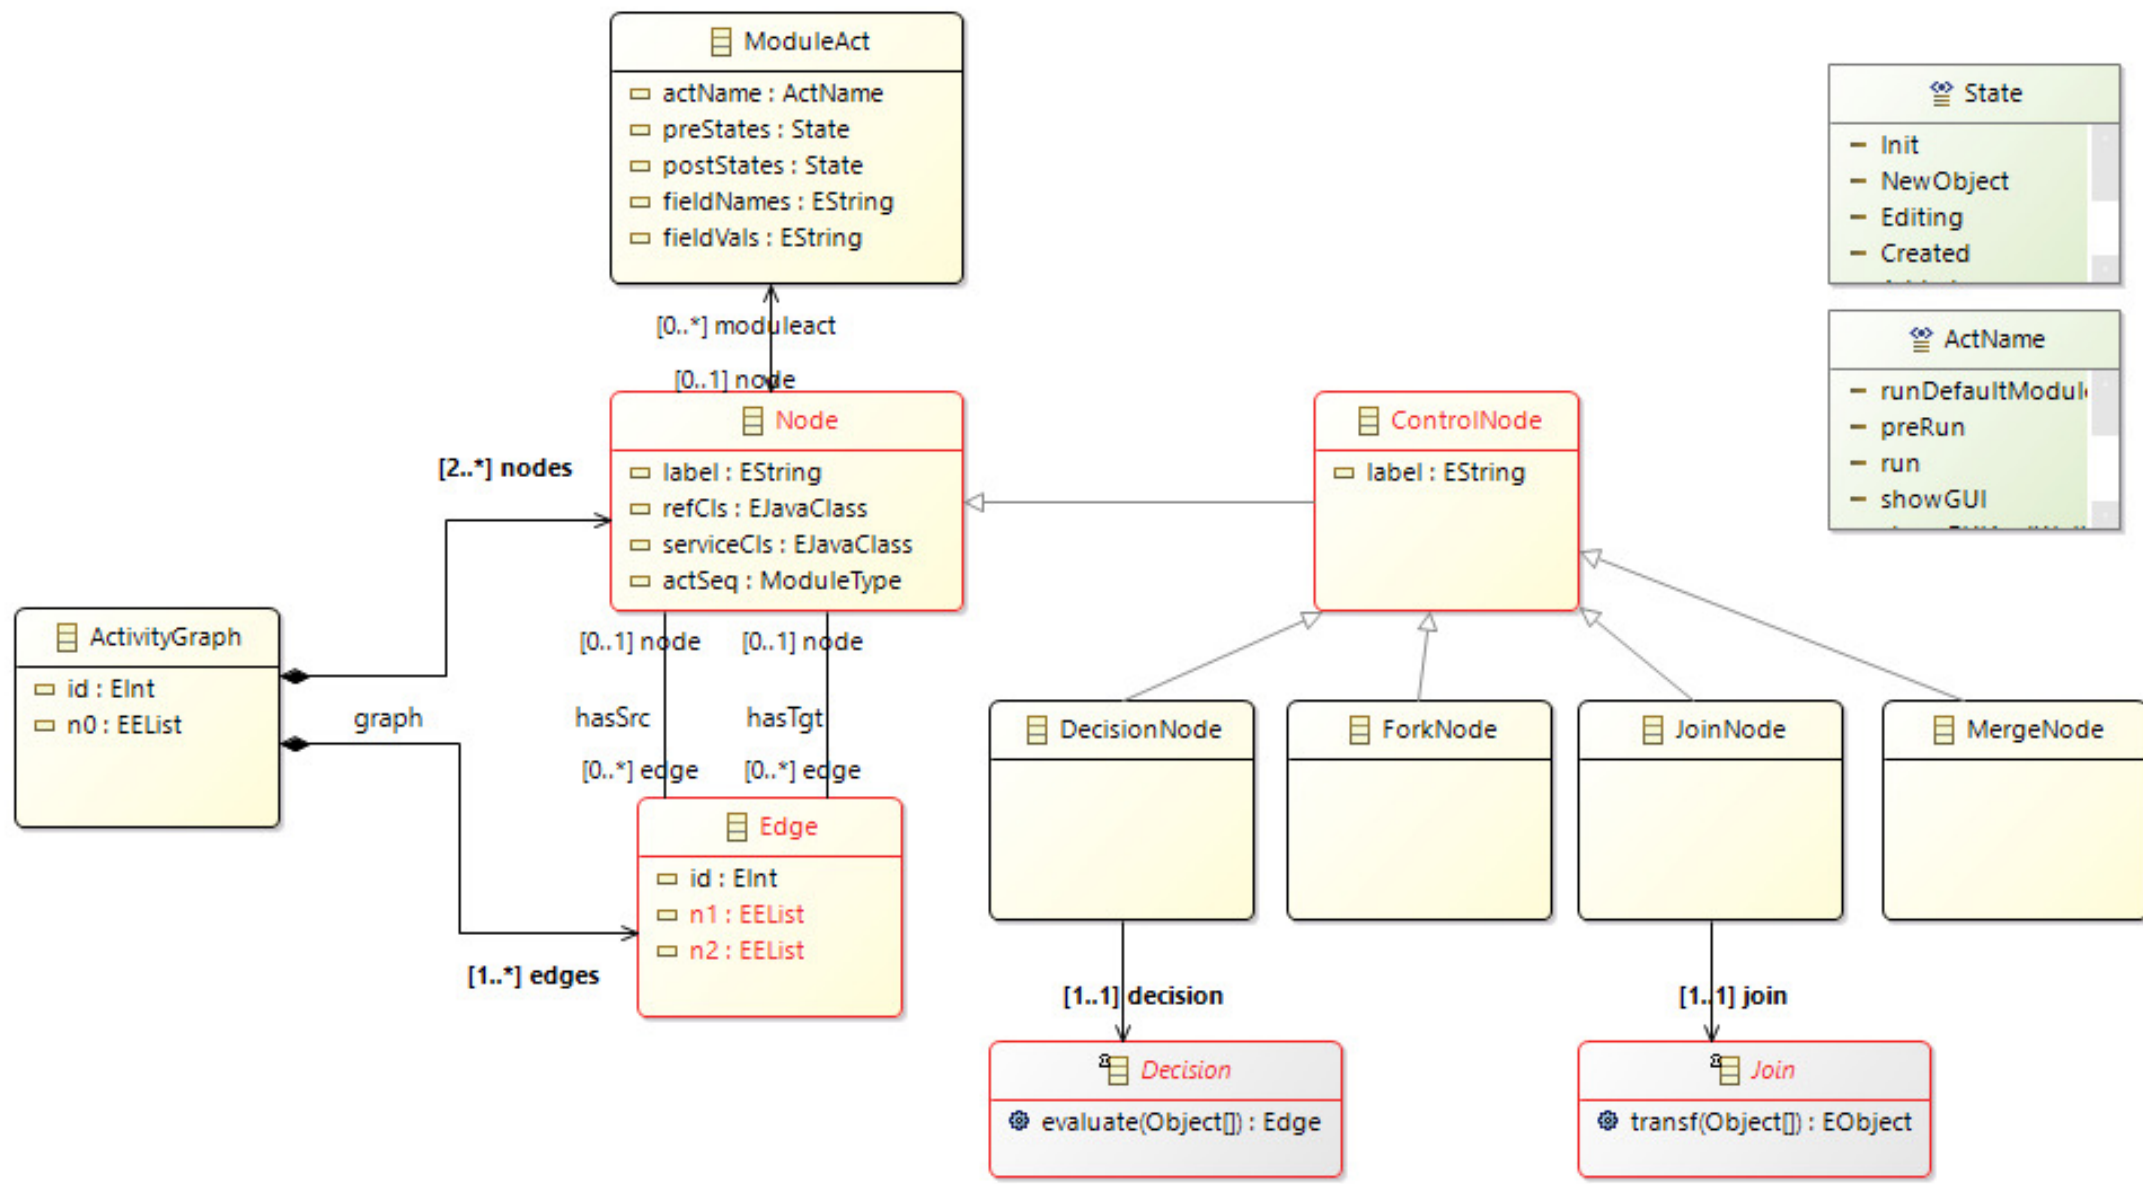 ModuleAct
actName : ActName
preStates : State
postStates : State
fieldNames : EString
fieldVals : EString
State
Init
NewObject
Editing
Created
ActName
preRun
run
showGUI
[0..*] moduleact
[0..1] node
Node
label : EString
refCls : EJavaClass
serviceCls : EJavaClass
actSeq : ModuleType
ControlNode
label : EString
[2..*] nodes
ActivityGraph
id : EInt
n0 : EEList
graph
[0..1] node
[0..1] node
hasSrc
hasTgt
[0..*] edge
[0..*] edge
Edge
id : EInt
n1 : EEList
n2 : EEList
[1..*] edges
DecisionNode
ForkNode
JoinNode
MergeNode
[1..1] decision
[1..1] join
Decision
evaluate(Object[]) : Edge
Join
transf(Object[]) : EObject